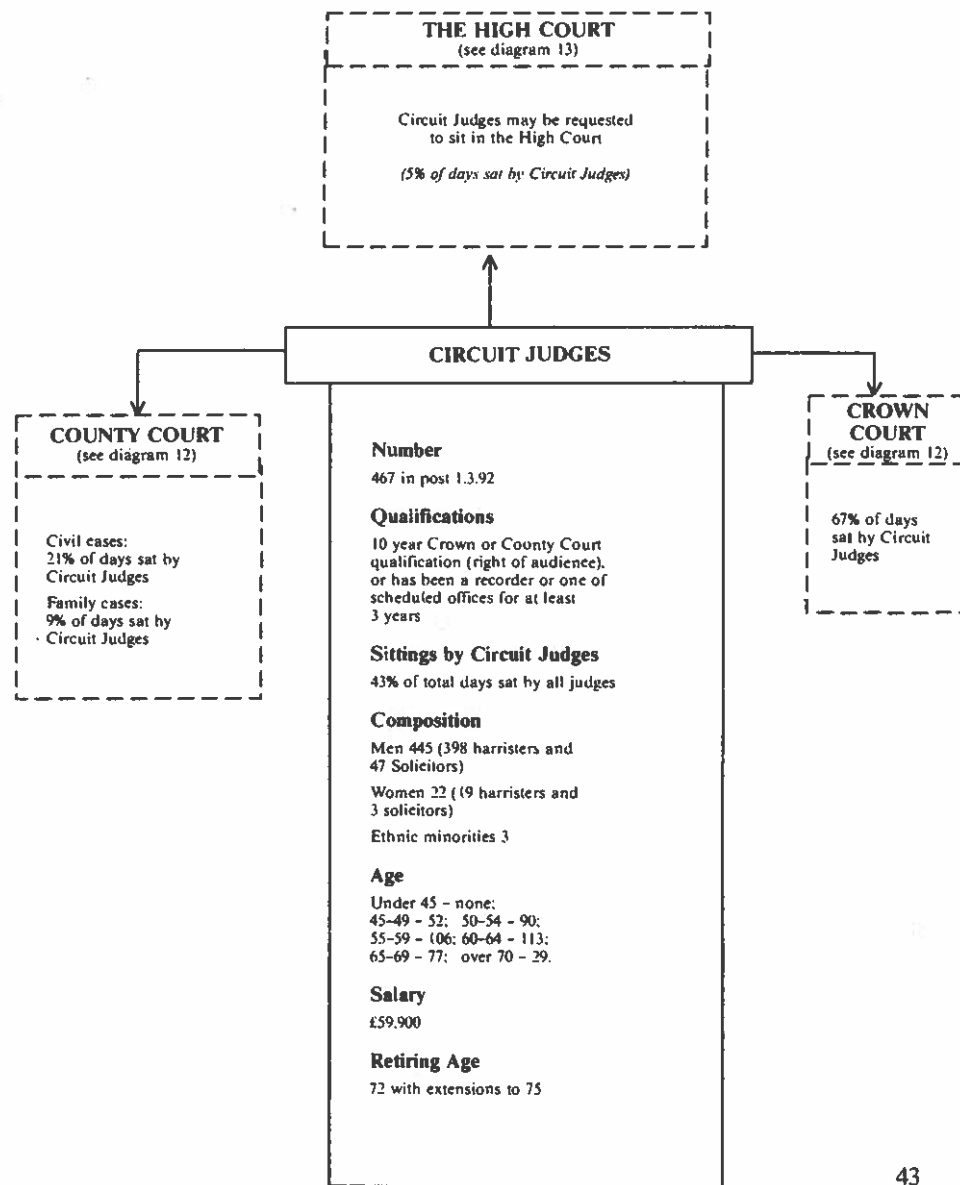 THE HIGH COURT
(see diagram 13)
Circuit Judges may be requested
to sit in the High Court
(5% of days sat by Circuit Judges)
CIRCUIT JUDGES
COUNTY COURT
(see diagram 12)
Civil cases:
21% of days sat by
Circuit Judges
Family cases:
9% of days sat by
Circuit Judges
Number
467 in post 1.3.92
Qualifications
10 year Crown or County Court
qualification (right of audience),
or has been a recorder or one of
scheduled offices for at least
3 years
Sittings by Circuit Judges
43% of total days sat by all judges
Composition
Men 445 (398 barristers and
47 Solicitors)
Women 22 (19 barristers and
3 solicitors)
Ethnic minorities 3
Age
Under 45 – none;
45–49 – 52; 50–54 – 90;
55–59 – 106; 60–64 – 113;
65–69 – 77; over 70 – 29.
Salary
£59,900
Retiring Age
72 with extensions to 75
CROWN
COURT
(see diagram 12)
67% of days
sat by Circuit
Judges
43